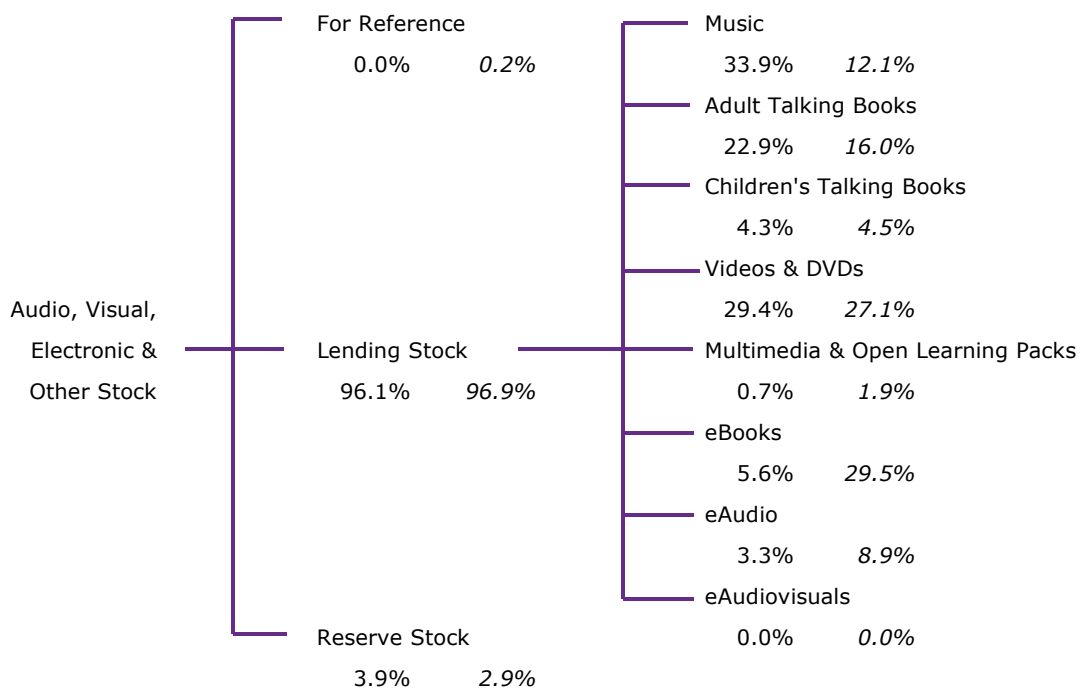 For Reference
0.0% 0.2%
Audio, Visual,
Electronic &
Other Stock
Lending Stock
96.1% 96.9%
Reserve Stock
3.9% 2.9%
Music
33.9% 12.1%
Adult Talking Books
22.9% 16.0%
Children's Talking Books
4.3% 4.5%
Videos & DVDs
29.4% 27.1%
Multimedia & Open Learning Packs
0.7% 1.9%
eBooks
5.6% 29.5%
eAudio
3.3% 8.9%
eAudiovisuals
0.0% 0.0%